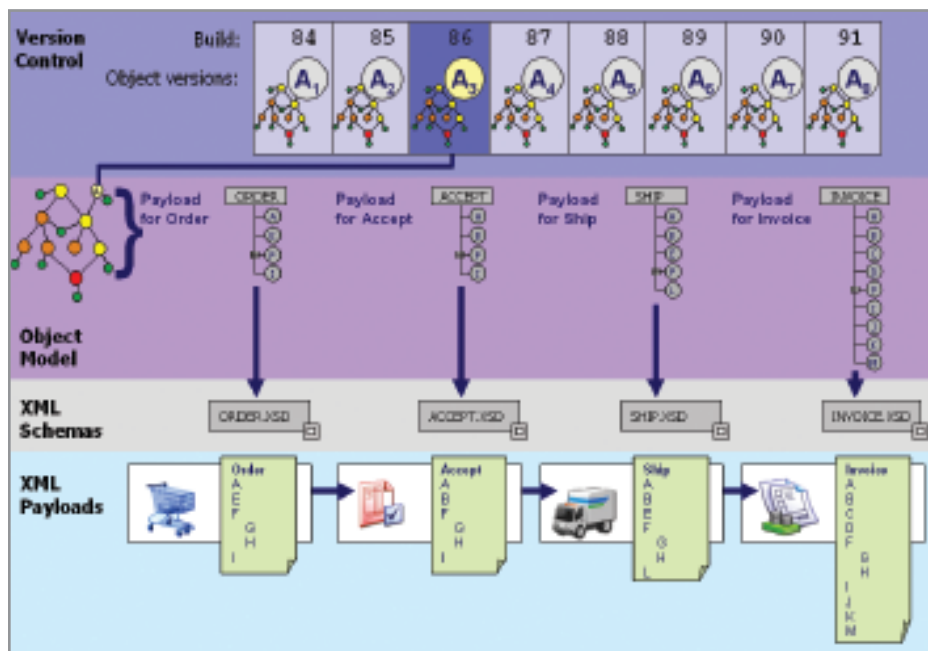 Version
Control
Build: 84 85 86 87 88 89 90 91
Object versions: A1 A2 A3 A4 A5 A6 A7 A8
Payload
for Order
ORDER
Payload
for Accept
ACCEPT
Payload
for Ship
SHIP
Payload
for Invoice
INVOICE
Object
Model
XML
Schemas
ORDER.XSD
ACCEPT.XSD
SHIP.XSD
INVOICE.XSD
XML
Payloads
Order
A
E
F
G
H
I
Accept
A
B
F
G
H
I
Ship
A
B
E
F
G
H
L
Invoice
A
B
C
D
F
G
H
I
J
K
M